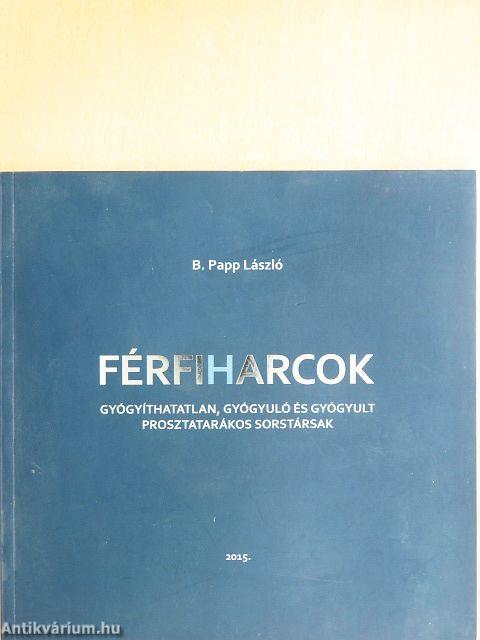 B. Papp László
FÉRFIHARCOK
GYÓGYÍTHATATLAN, GYÓGYULÓ ÉS GYÓGYULT
PROSZTATARÁKOS SORSTÁRSAK
2015.
Antikvárium.hu